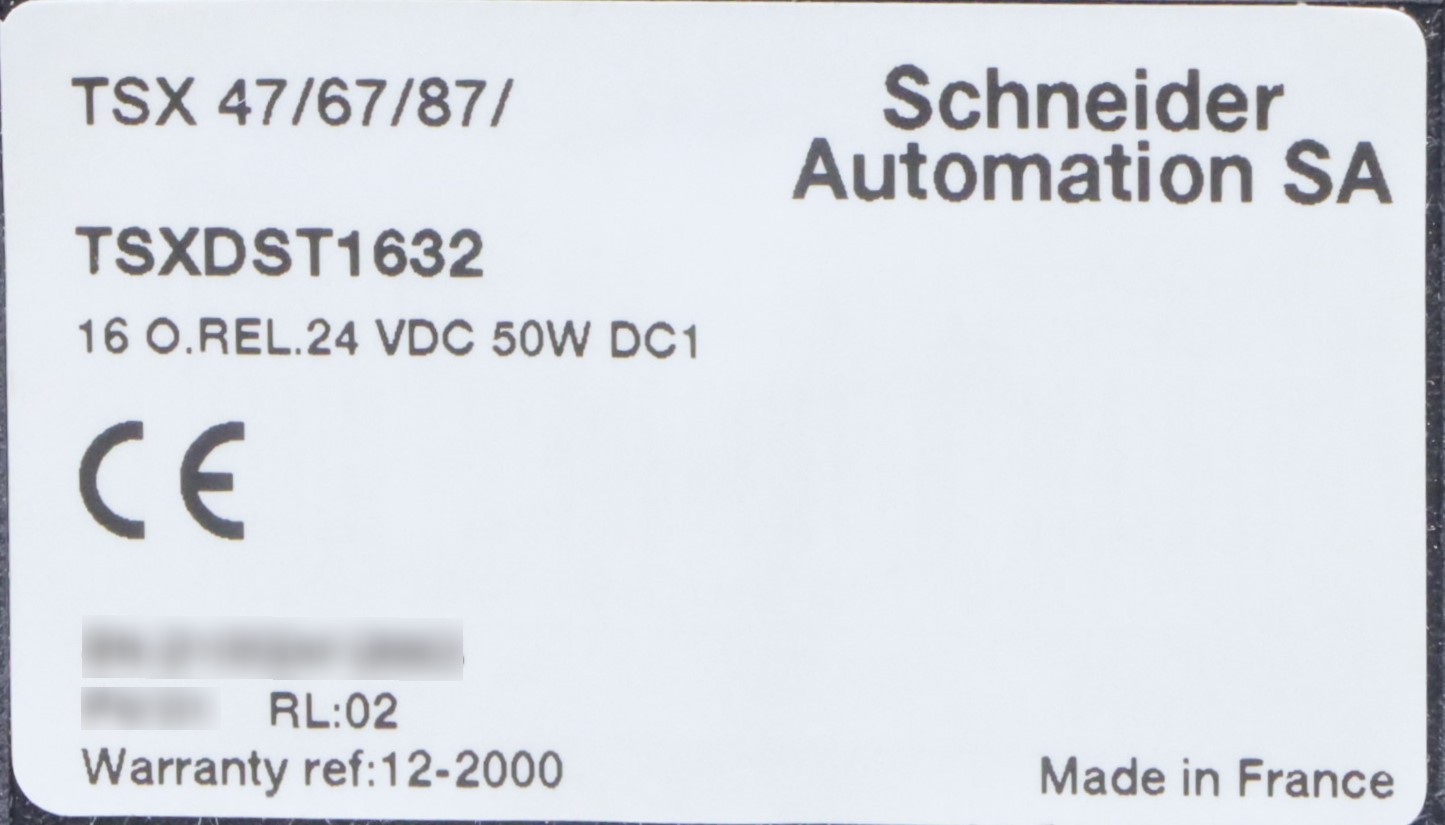 TSX 47/67/87/
Schneider
Automation SA
TSXDST1632
16 O.REL.24 VDC 50W DC1
CE
RL:02
Warranty ref:12-2000
Made in France